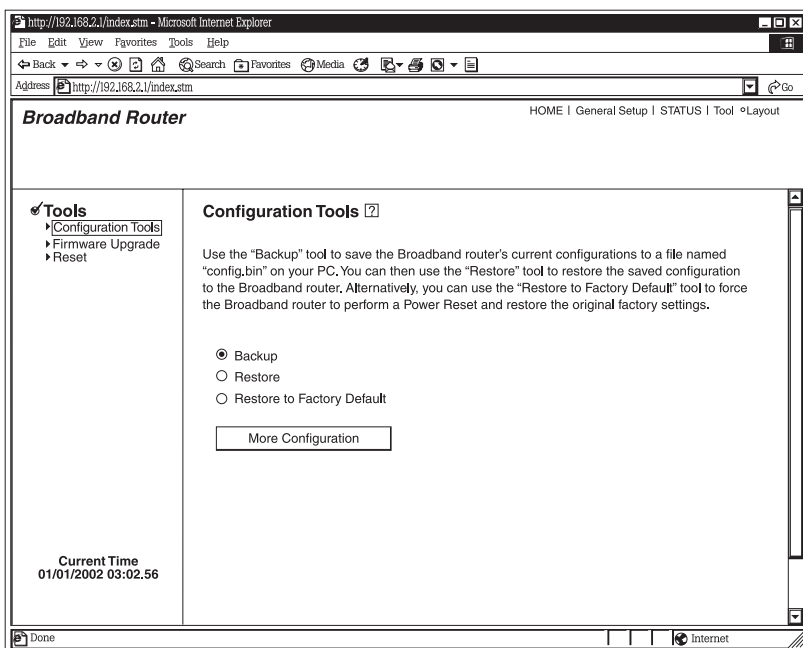 http://192.168.2.1/index.stm - Microsoft Internet Explorer
File Edit View Favorites Tools Help
Back Search Favorites Media
Address http://192.168.2.1/index.stm Go
Broadband Router
HOME | General Setup | STATUS | Tool Layout
Tools
Configuration Tools
Firmware Upgrade
Reset
Configuration Tools ?
Use the “Backup” tool to save the Broadband router's current configurations to a file named
“config.bin” on your PC. You can then use the “Restore” tool to restore the saved configuration
to the Broadband router. Alternatively, you can use the “Restore to Factory Default” tool to force
the Broadband router to perform a Power Reset and restore the original factory settings.
Backup
Restore
Restore to Factory Default
More Configuration
Current Time
01/01/2002 03:02.56
Done Internet